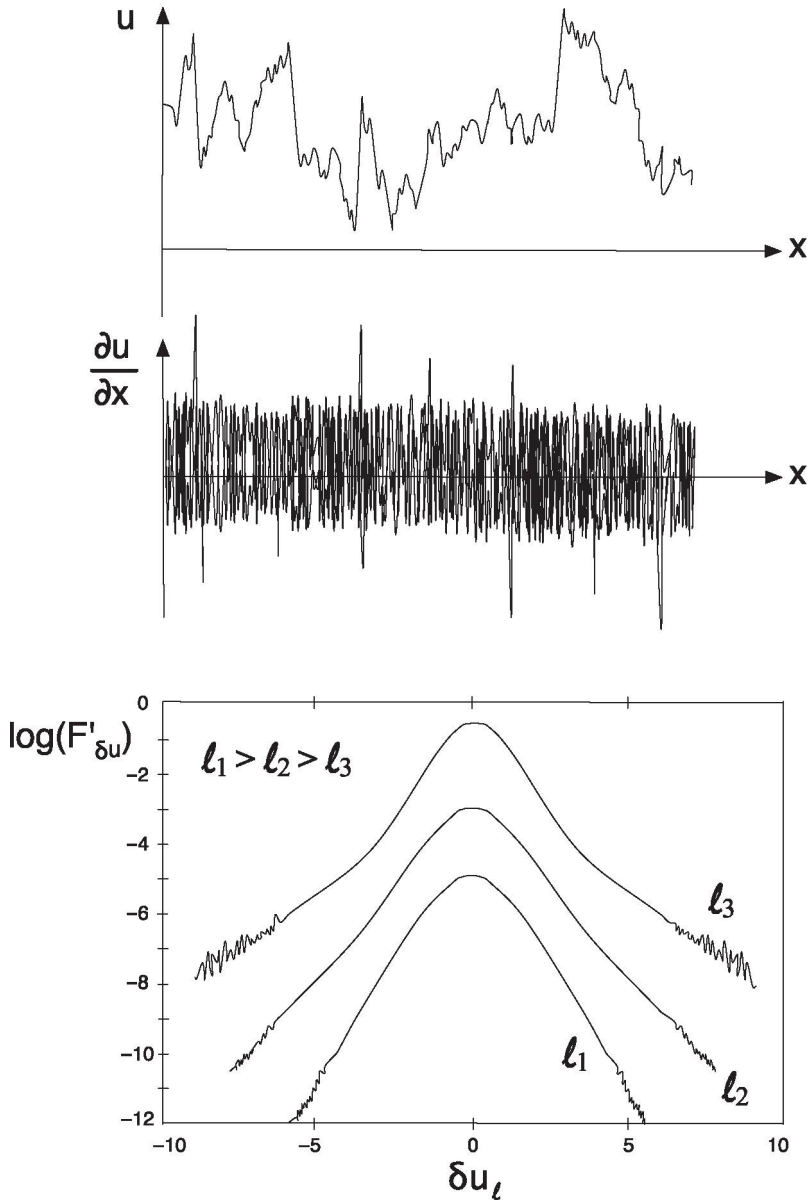 u
x
∂u
∂x
x
log(F'δu)
ℓ1 > ℓ2 > ℓ3
0
−2
−4
−6
−8
−10
−12
ℓ3
ℓ1
ℓ2
−10 −5 0 5 10
δuℓ